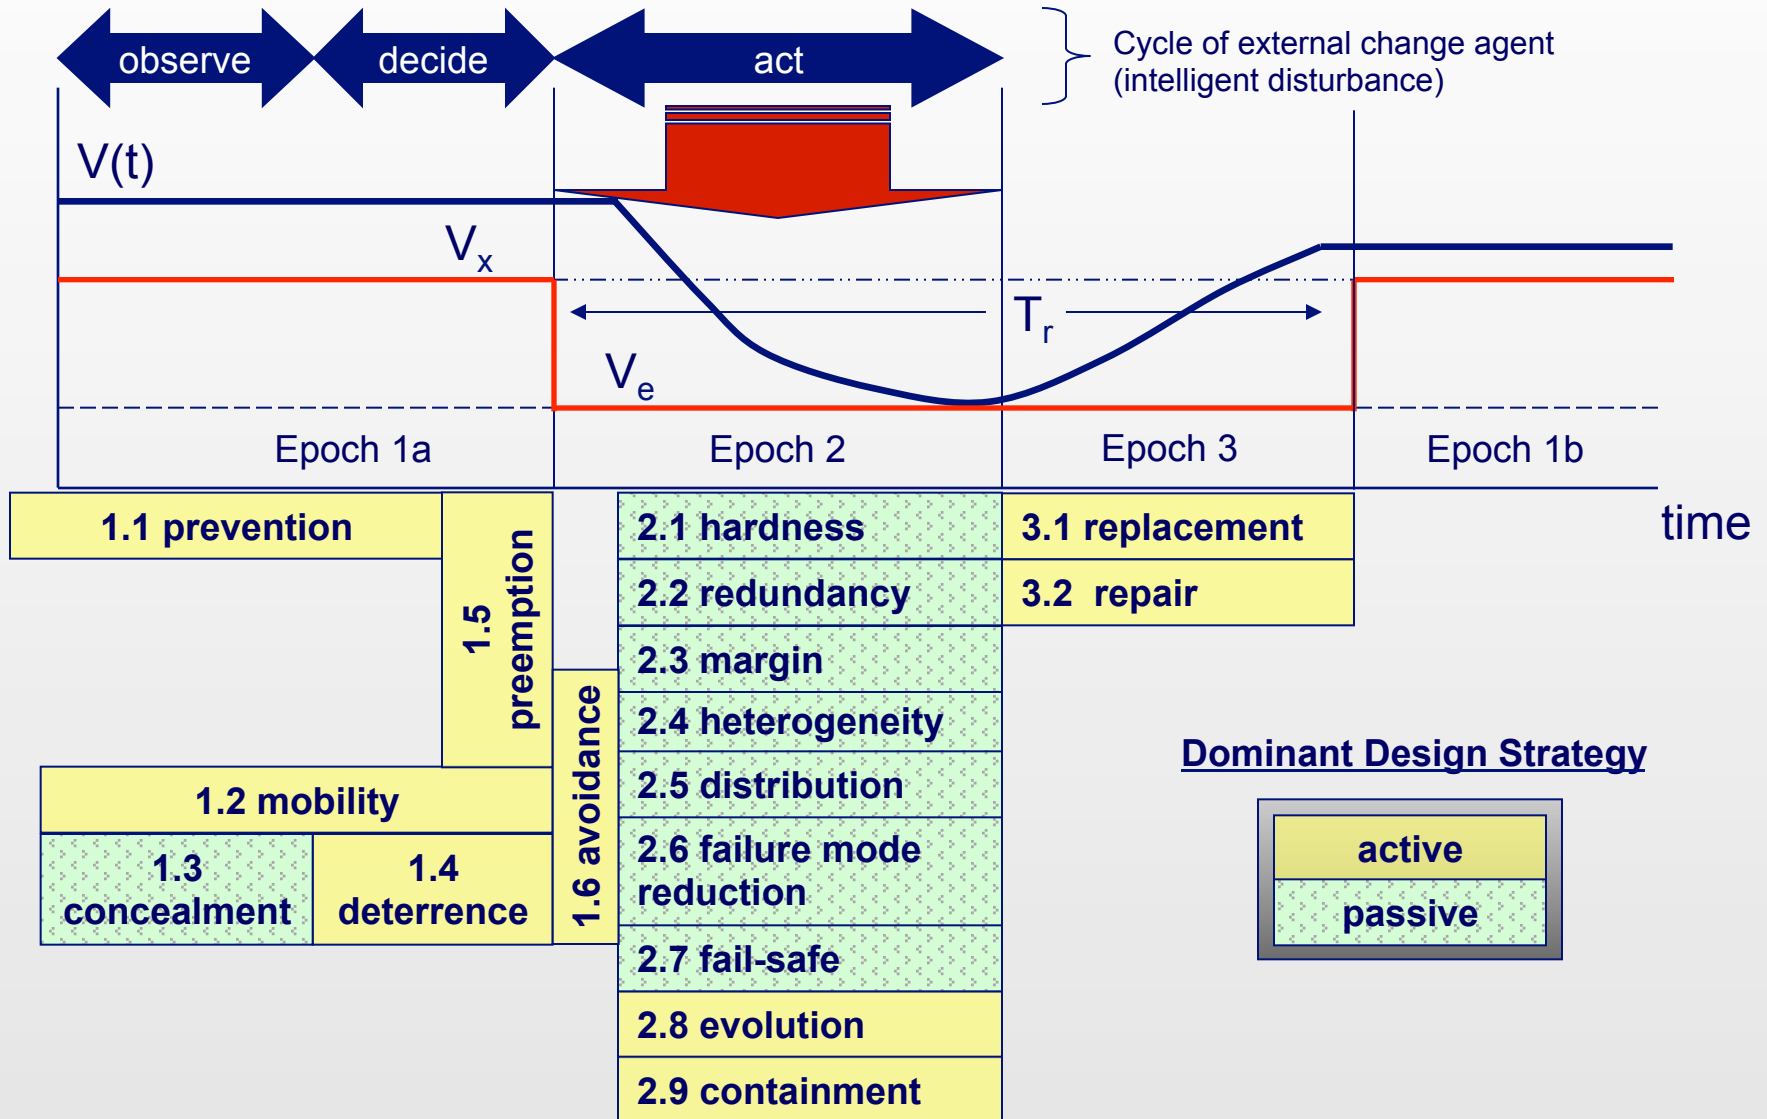 observe
decide
act
Cycle of external change agent
(intelligent disturbance)
V(t)
Vx
Tr
Ve
Epoch 1a
Epoch 2
Epoch 3
Epoch 1b
time
1.1 prevention
1.5
preemption
1.2 mobility
1.3
concealment
1.4
deterrence
1.6 avoidance
2.1 hardness
2.2 redundancy
2.3 margin
2.4 heterogeneity
2.5 distribution
2.6 failure mode
reduction
2.7 fail-safe
2.8 evolution
2.9 containment
3.1 replacement
3.2 repair
Dominant Design Strategy
active
passive